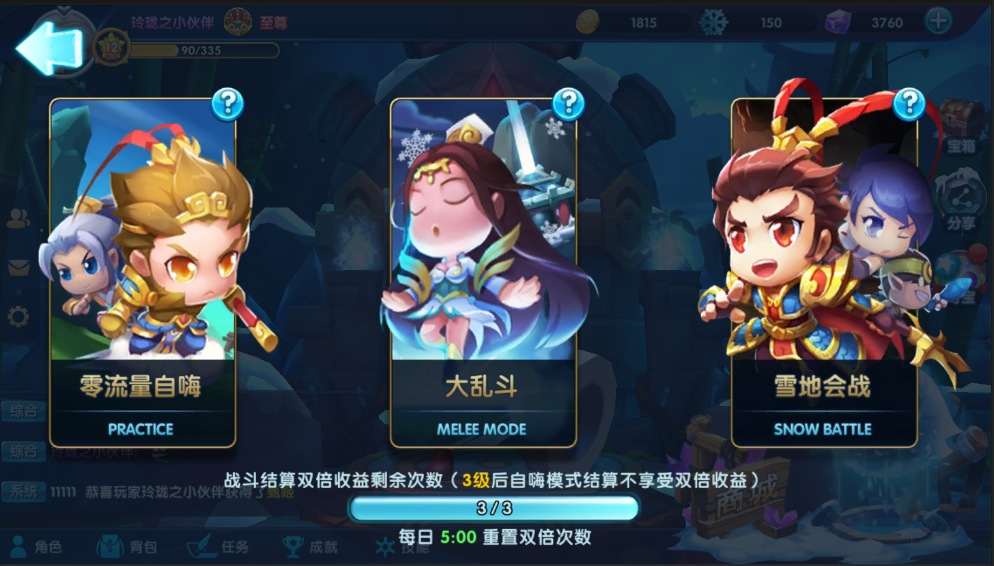 玲珑之小伙伴 至尊
1815 150 3760
12 90/335
宝箱
分享
零流量自嗨 大乱斗 雪地会战
PRACTICE MELEE MODE SNOW BATTLE
综合
综合 玲珑之小伙伴:
战斗结算双倍收益剩余次数（3级后自嗨模式结算不享受双倍收益）
系统 11111 恭喜玩家玲珑之小伙伴获得了甄姬
3 / 3
商城
每日 5:00 重置双倍次数
角色 背包 任务 成就 技能